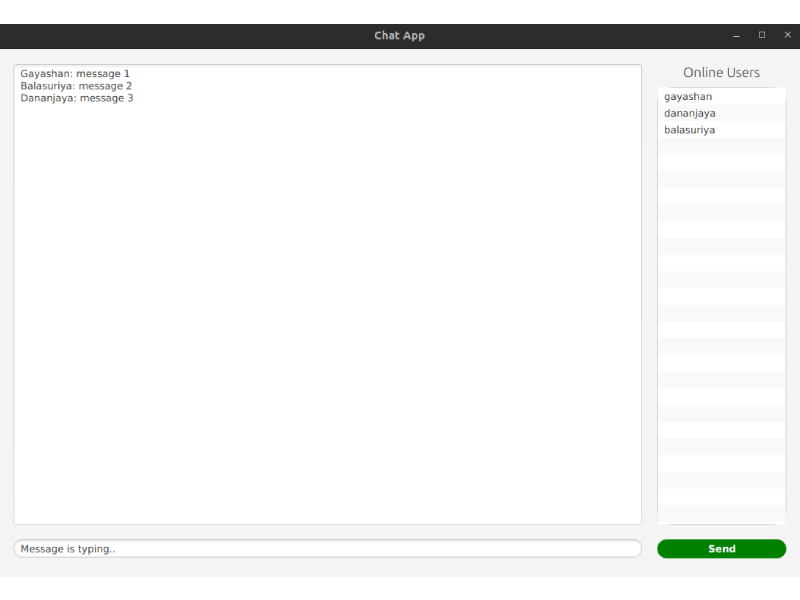 Chat App
Gayashan: message 1
Balasuriya: message 2
Dananjaya: message 3
Online Users
gayashan
dananjaya
balasuriya
Message is typing..
Send